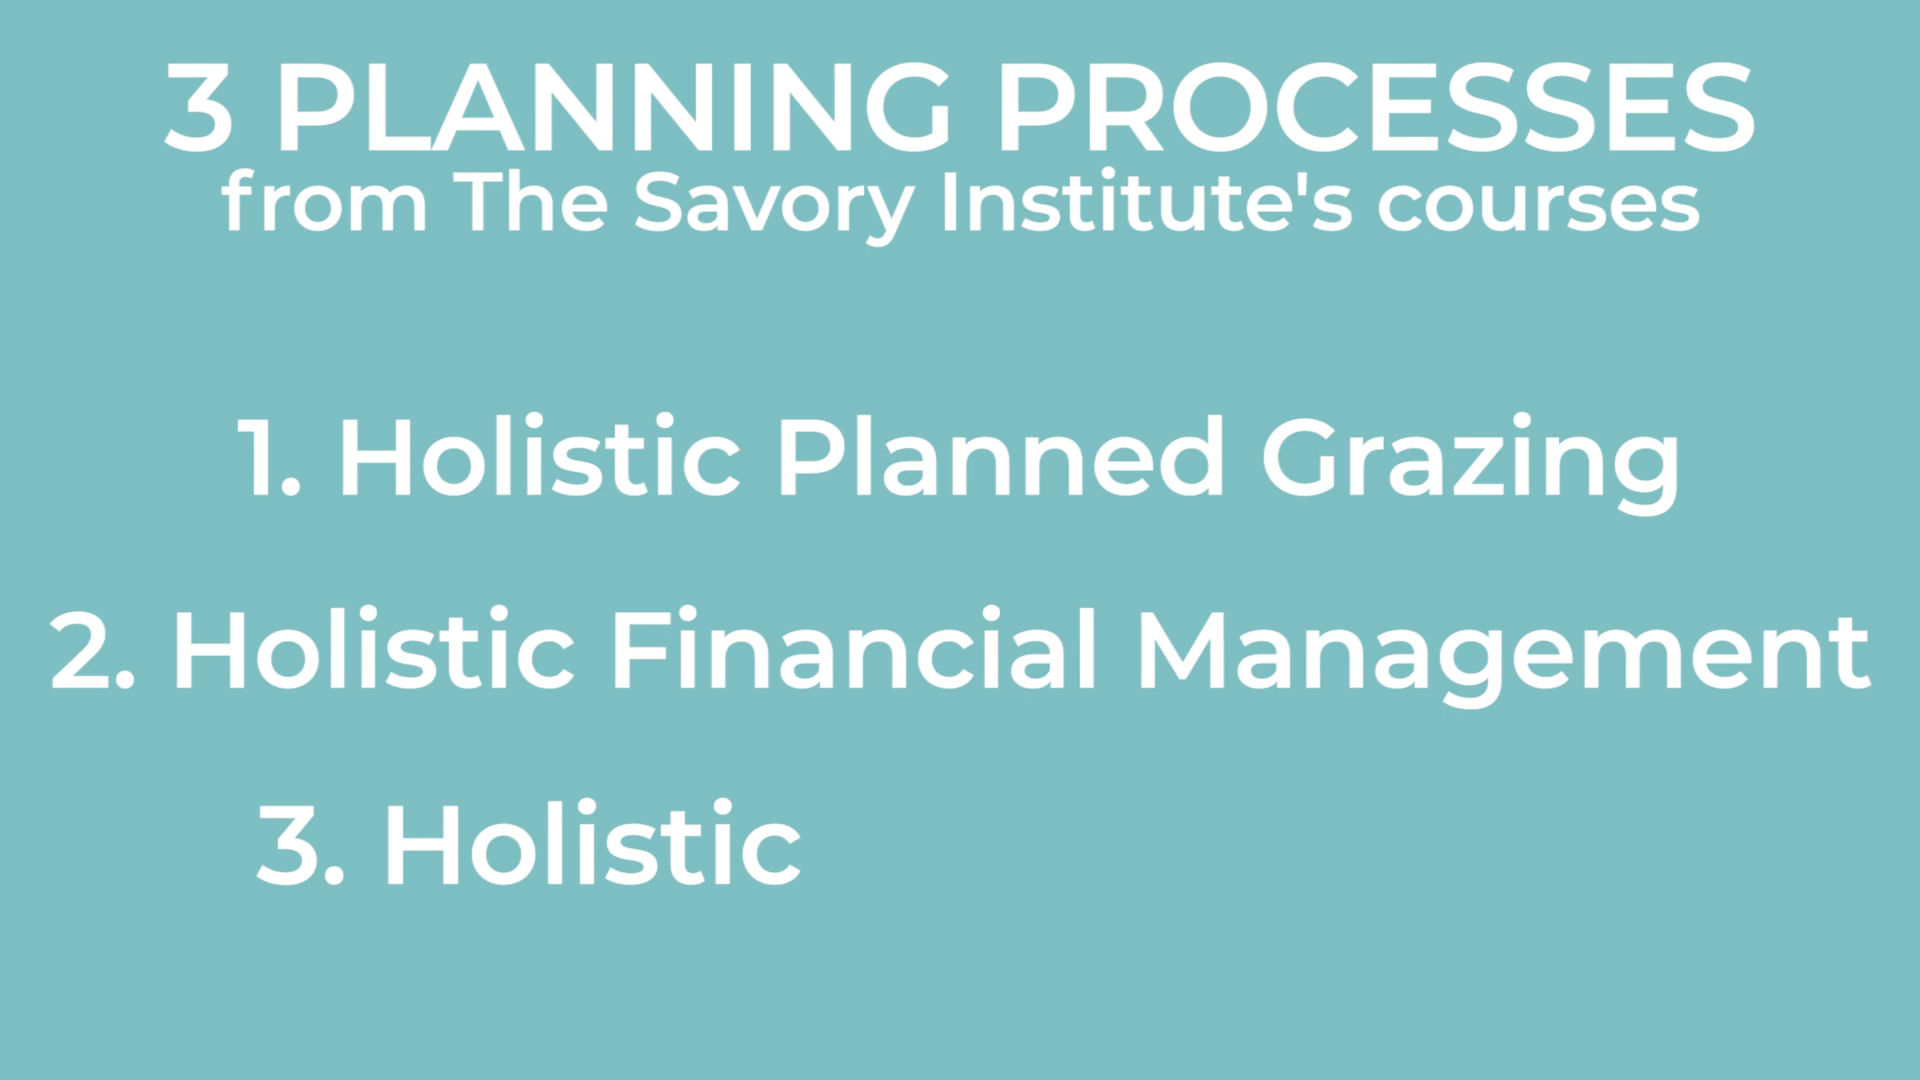 3 PLANNING PROCESSES
from The Savory Institute's courses
1. Holistic Planned Grazing
2. Holistic Financial Management
3. Holistic